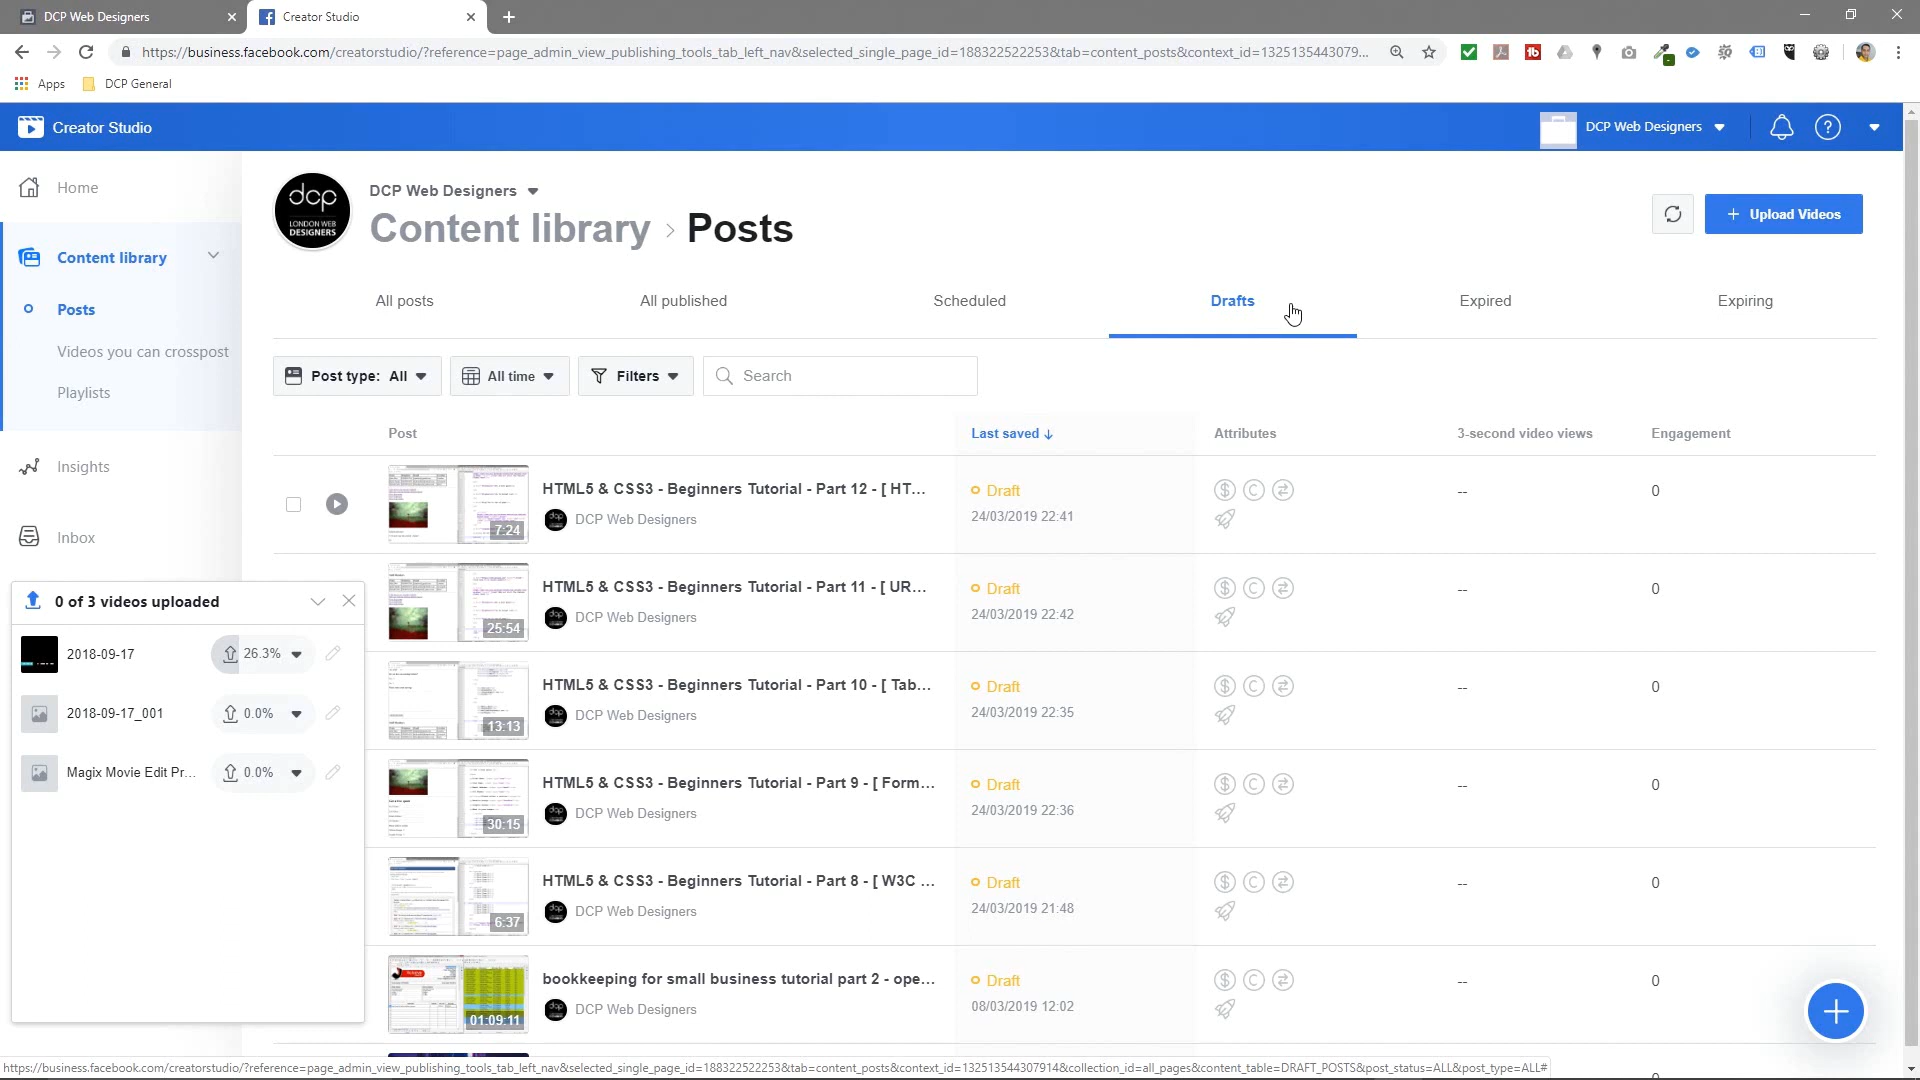 DCP Web Designers
Creator Studio
https://business.facebook.com/creatorstudio/?reference=page_admin_view_publishing_tools_tab_left_nav&selected_single_page_id=188322522253&tab=content_posts&context_id=1325135443079...
Apps
DCP General
Creator Studio
DCP Web Designers
Home
Content library
Posts
Videos you can crosspost
Playlists
Insights
Inbox
dcp
LONDON WEB
DESIGNERS
DCP Web Designers
Content library > Posts
+ Upload Videos
All posts
All published
Scheduled
Drafts
Expired
Expiring
Post type: All
All time
Filters
Search
Post
Last saved ↓
Attributes
3-second video views
Engagement
7:24
HTML5 & CSS3 - Beginners Tutorial - Part 12 - [ HT...
DCP Web Designers
Draft
24/03/2019 22:41
--
0
25:54
HTML5 & CSS3 - Beginners Tutorial - Part 11 - [ UR...
DCP Web Designers
Draft
24/03/2019 22:42
--
0
13:13
HTML5 & CSS3 - Beginners Tutorial - Part 10 - [ Tab...
DCP Web Designers
Draft
24/03/2019 22:35
--
0
30:15
HTML5 & CSS3 - Beginners Tutorial - Part 9 - [ Form...
DCP Web Designers
Draft
24/03/2019 22:36
--
0
6:37
HTML5 & CSS3 - Beginners Tutorial - Part 8 - [ W3C ...
DCP Web Designers
Draft
24/03/2019 21:48
--
0
01:09:11
bookkeeping for small business tutorial part 2 - ope...
DCP Web Designers
Draft
08/03/2019 12:02
--
0
0 of 3 videos uploaded
2018-09-17
26.3%
2018-09-17_001
0.0%
Magix Movie Edit Pr...
0.0%
https://business.facebook.com/creatorstudio/?reference=page_admin_view_publishing_tools_tab_left_nav&selected_single_page_id=188322522253&tab=content_posts&context_id=1325135443079148&collection_id=all_pages&content_table=DRAFT_POSTS&post_status=ALL&post_type=ALL#